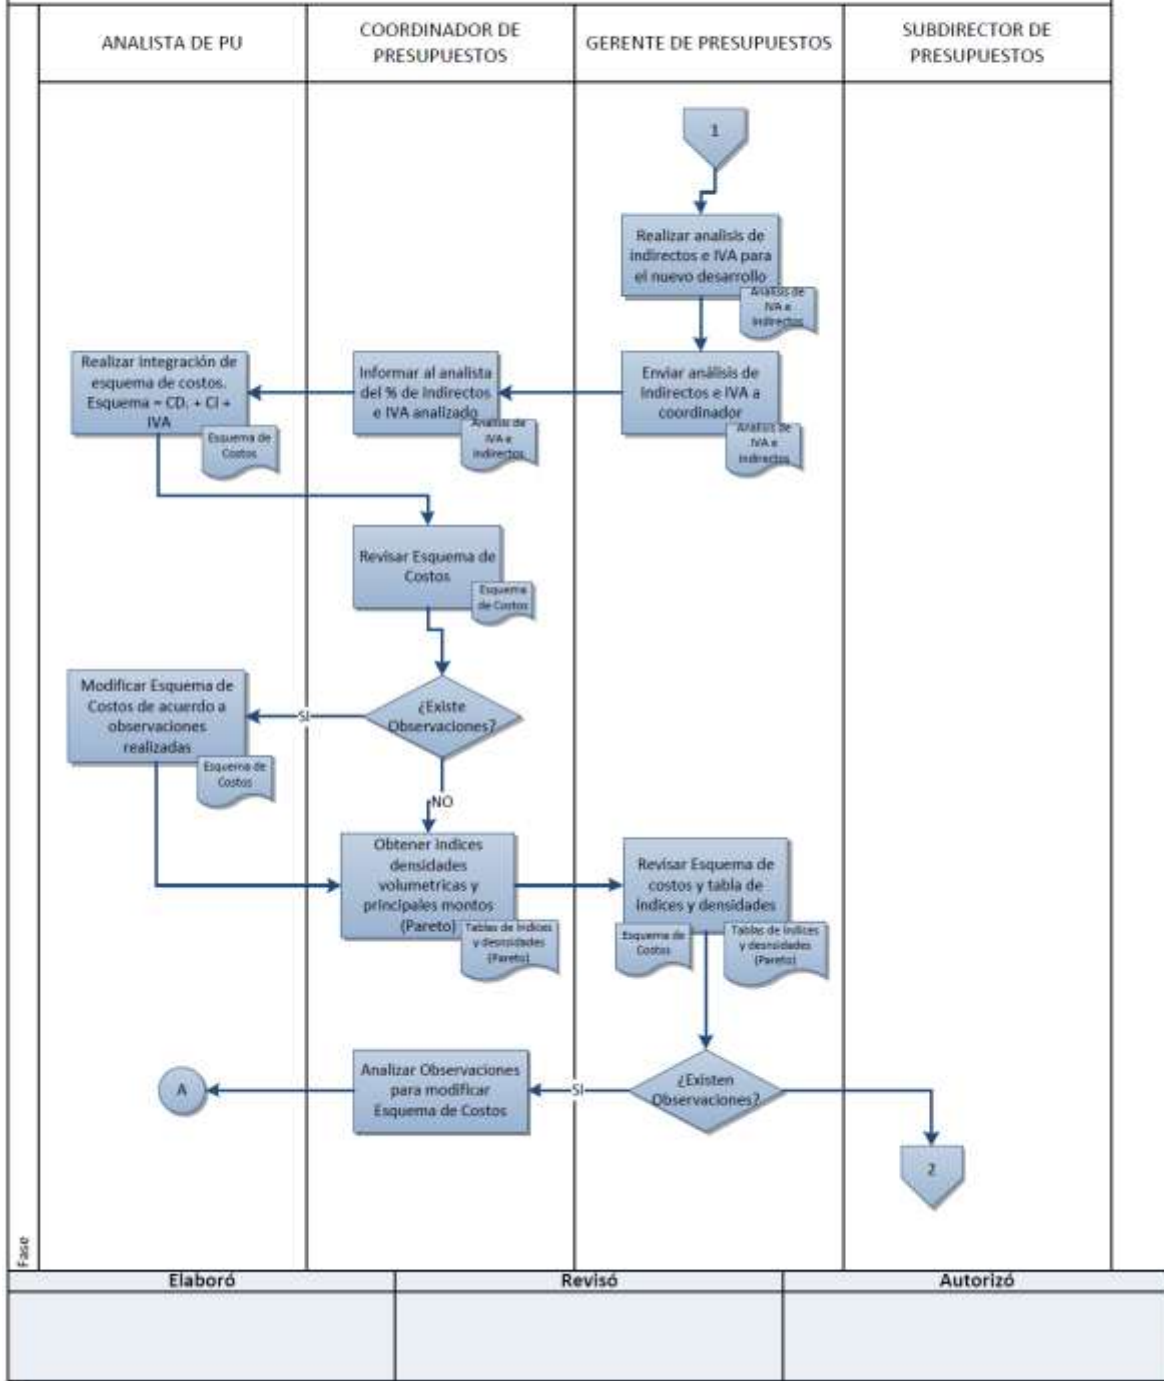 ANALISTA DE PU
COORDINADOR DE
PRESUPUESTOS
GERENTE DE PRESUPUESTOS
SUBDIRECTOR DE
PRESUPUESTOS
1
Realizar analisis de
indirectos e IVA para
el nuevo desarrollo
Analisis de
IVA e
Indirectos
Realizar integración de
esquema de costos.
Esquema = CD. + CI +
IVA
Esquema de
Costos
Informar al analista
del % de Indirectos
e IVA analizado
Analisis de
IVA e
Indirectos
Enviar análisis de
Indirectos e IVA a
coordinador
Analisis de
IVA e
Indirectos
Revisar Esquema de
Costos
Esquema
de Costos
Modificar Esquema de
Costos de acuerdo a
observaciones
realizadas
Esquema de
Costos
SI
¿Existe
Observaciones?
NO
Obtener indices
densidades
volumetricas y
principales montos
(Pareto)
Tablas de Indices
y desnsidades
(Pareto)
Revisar Esquema de
costos y tabla de
indices y densidades
Esquema de
Costos
Tablas de Indices
y desnsidades
(Pareto)
A
Analizar Observaciones
para modificar
Esquema de Costos
SI
¿Existen
Observaciones?
2
Fase
Elaboró
Revisó
Autorizó